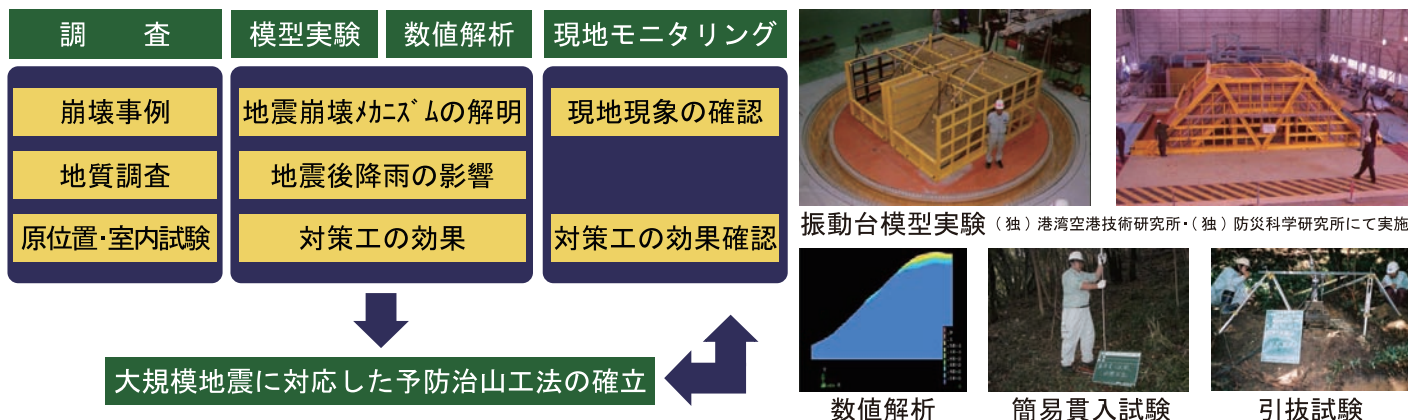 調　査
模型実験
数値解析
現地モニタリング
崩壊事例
地質調査
原位置・室内試験
地震崩壊ﾒｶﾆｽﾞﾑの解明
地震後降雨の影響
対策工の効果
現地現象の確認
対策工の効果確認
大規模地震に対応した予防治山工法の確立
振動台模型実験（独）港湾空港技術研究所・（独）防災科学研究所にて実施
数値解析
簡易貫入試験
引抜試験